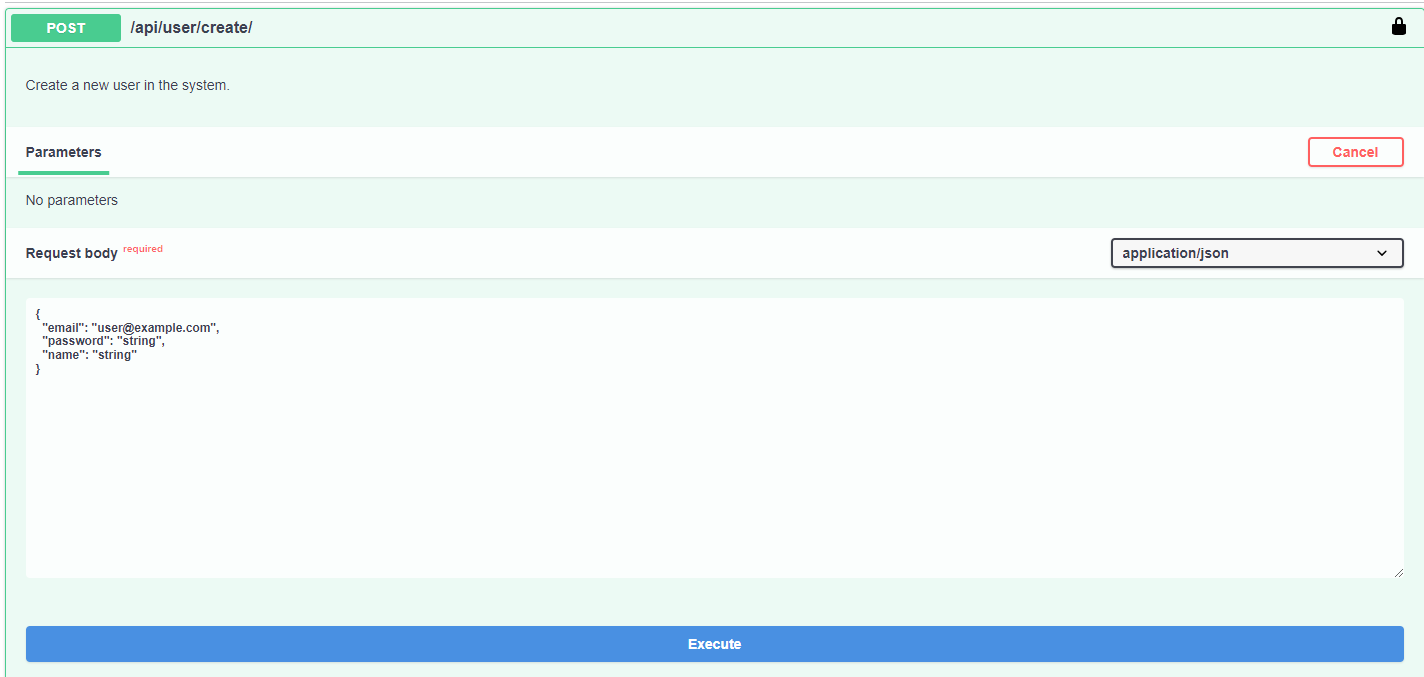 POST /api/user/create/
Create a new user in the system.
Parameters Cancel
No parameters
Request body required application/json
{
"email": "user@example.com",
"password": "string",
"name": "string"
}
Execute